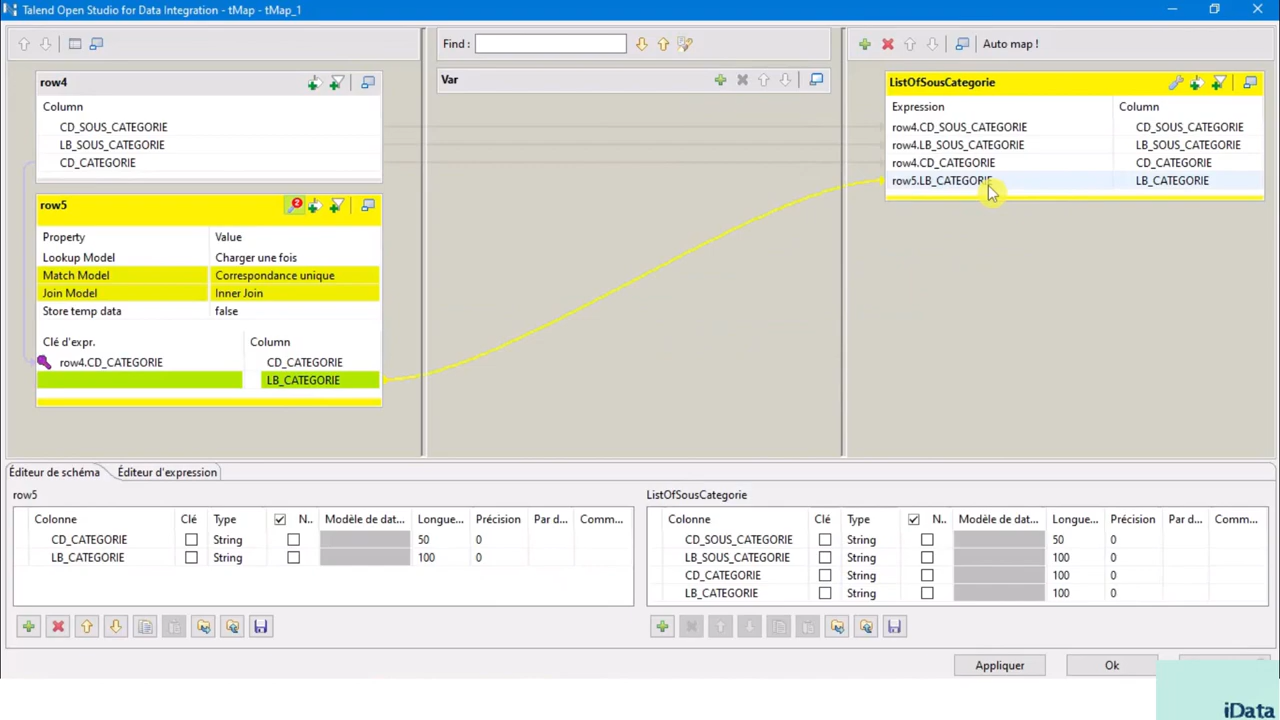 Talend Open Studio for Data Integration - tMap - tMap_1
Find :
Auto map !
row4
Column
CD_SOUS_CATEGORIE
LB_SOUS_CATEGORIE
CD_CATEGORIE
row5
Property Value
Lookup Model Charger une fois
Match Model Correspondance unique
Join Model Inner Join
Store temp data false
Clé d'expr. Column
row4.CD_CATEGORIE CD_CATEGORIE
LB_CATEGORIE
Var
ListOfSousCategorie
Expression Column
row4.CD_SOUS_CATEGORIE CD_SOUS_CATEGORIE
row4.LB_SOUS_CATEGORIE LB_SOUS_CATEGORIE
row4.CD_CATEGORIE CD_CATEGORIE
row5.LB_CATEGORIE LB_CATEGORIE
Éditeur de schéma Éditeur d'expression
row5
Colonne Clé Type N.. Modèle de dat... Longue... Précision Par d... Comm...
CD_CATEGORIE String 50 0
LB_CATEGORIE String 100 0
ListOfSousCategorie
Colonne Clé Type N.. Modèle de dat... Longue... Précision Par d... Comm...
CD_SOUS_CATEGORIE String 50 0
LB_SOUS_CATEGORIE String 100 0
CD_CATEGORIE String 100 0
LB_CATEGORIE String 100 0
Appliquer Ok
iData